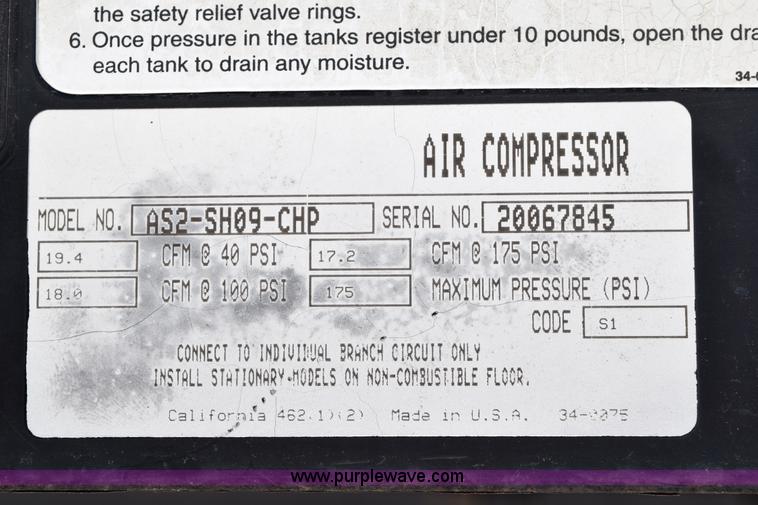 the safety relief valve rings.
6. Once pressure in the tanks register under 10 pounds, open the
each tank to drain any moisture.
AIR COMPRESSOR
MODEL NO. AS2-SH09-CHP SERIAL NO. 20067845
19.4 CFM @ 40 PSI 17.2 CFM @ 175 PSI
18.0 CFM @ 100 PSI 175 MAXIMUM PRESSURE (PSI)
CODE S1
CONNECT TO INDIVIIUAL BRANCH CIRCUIT ONLY
INSTALL STATIONARY MODELS ON NON-COMBUSTIBLE FLOOR.
California 462.1)(2) Made in U.S.A. 34-0075
www.purplewave.com